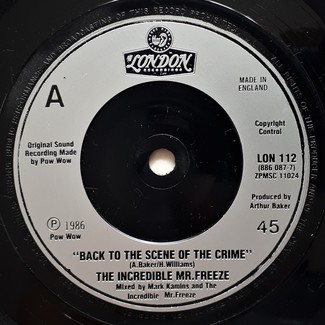 LONDON
RECORDINGS
A
MADE IN
ENGLAND
Original Sound
Recording Made
by Pow Wow
Copyright
Control
LON 112
(886 087-7)
ZPMSC 11024
Produced by
Arthur Baker
℗ 1986
Pow Wow
45
"BACK TO THE SCENE OF THE CRIME"
(A.Baker/H.Williams)
THE INCREDIBLE MR.FREEZE
Mixed by Mark Kamins and The
Incredible Mr.Freeze